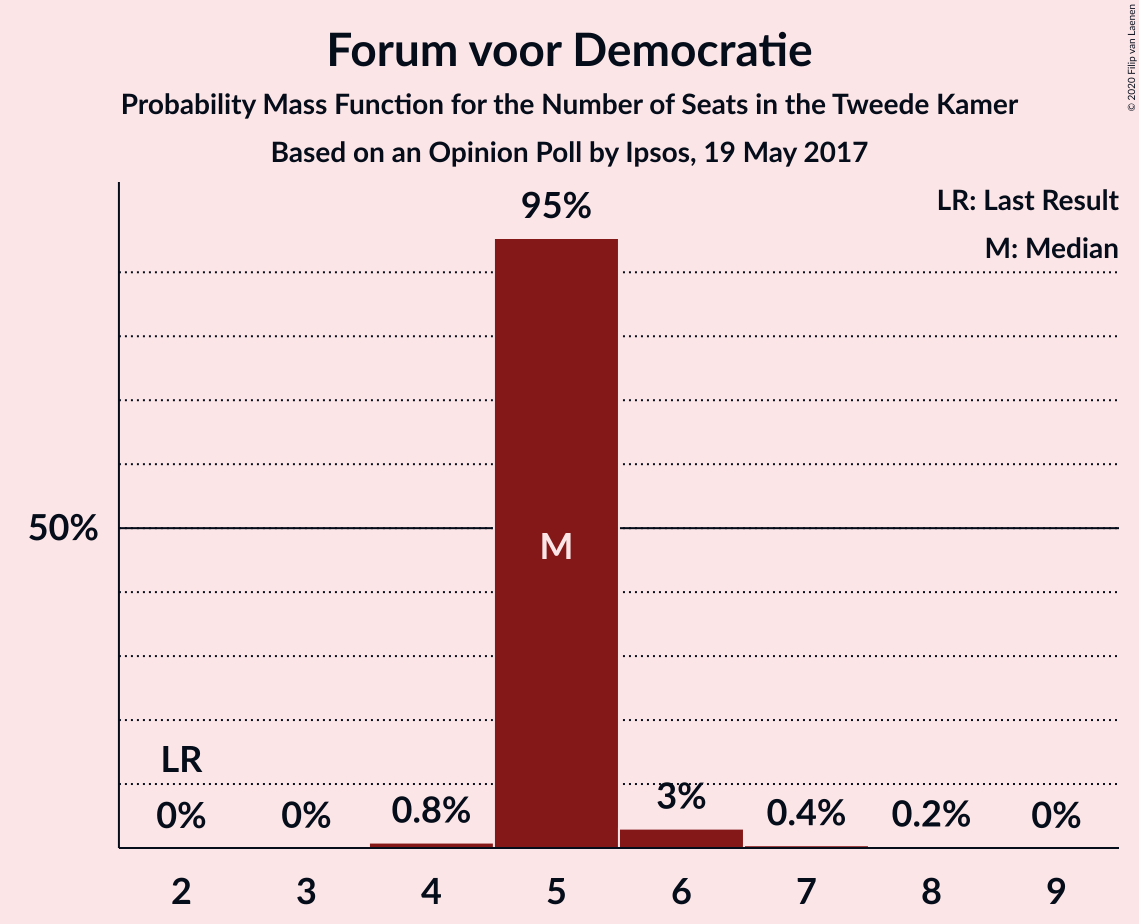 Forum voor Democratie
Probability Mass Function for the Number of Seats in the Tweede Kamer
Based on an Opinion Poll by Ipsos, 19 May 2017
© 2020 Filip van Laenen
LR: Last Result
M: Median
95%
50%
M
LR
0%
0%
0.8%
3%
0.4%
0.2%
0%
2 3 4 5 6 7 8 9